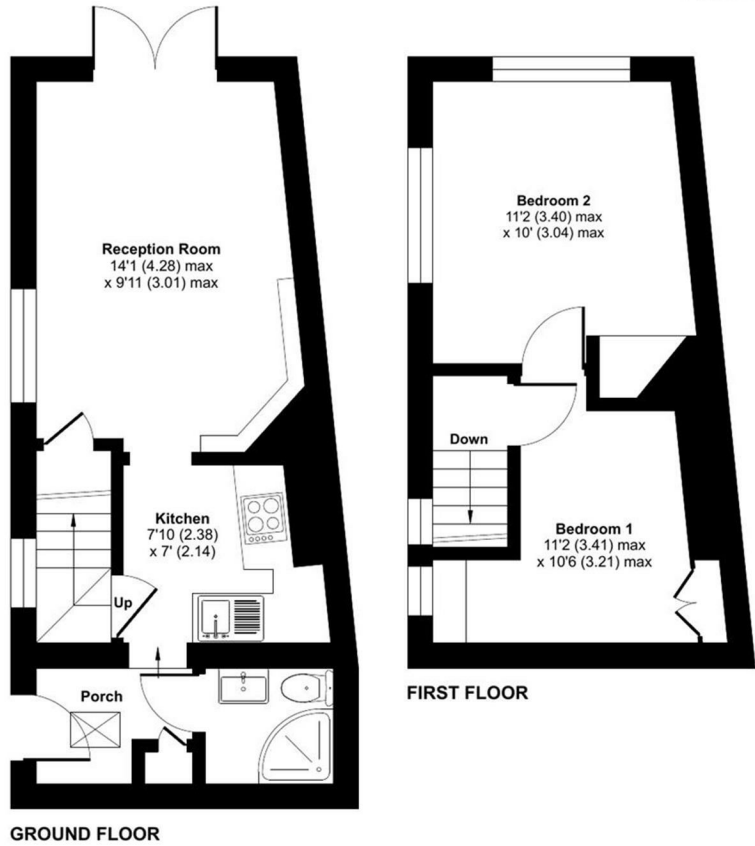 Reception Room
14'1 (4.28) max
x 9'11 (3.01) max
Kitchen
7'10 (2.38)
x 7' (2.14)
Up
Porch
GROUND FLOOR
Bedroom 2
11'2 (3.40) max
x 10' (3.04) max
Down
Bedroom 1
11'2 (3.41) max
x 10'6 (3.21) max
FIRST FLOOR